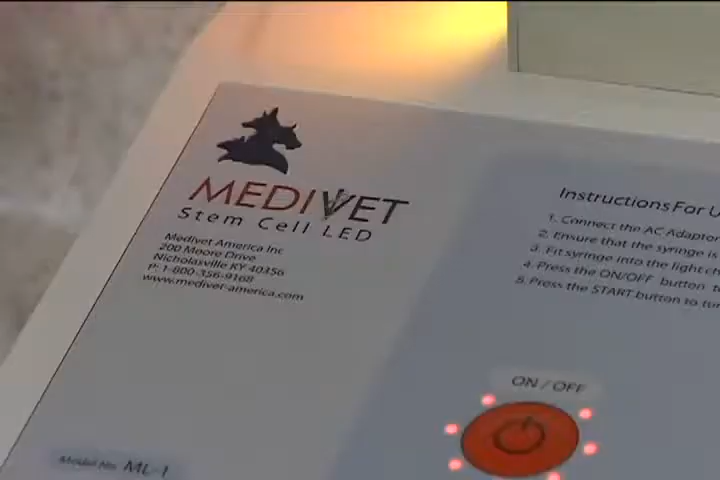 MEDIVET
Stem Cell LED
Medivet America Inc
200 Moore Drive
Nicholasville KY 40356
P: 1-800-356-9168
www.medivet-america.com
Instructions For U
1. Connect the AC Adaptor
2. Ensure that the syringe is
3. Fit syringe into the light ch
4. Press the ON/OFF button t
5. Press the START button to tur
ON / OFF
Model No. ML-1